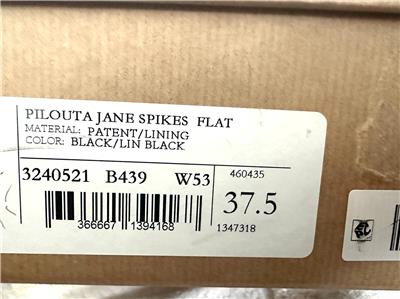 PILOUTA JANE SPIKES FLAT
MATERIAL: PATENT/LINING
COLOR: BLACK/LIN BLACK
3240521 B439 W53
460435
37.5
366667 1394168
1347318